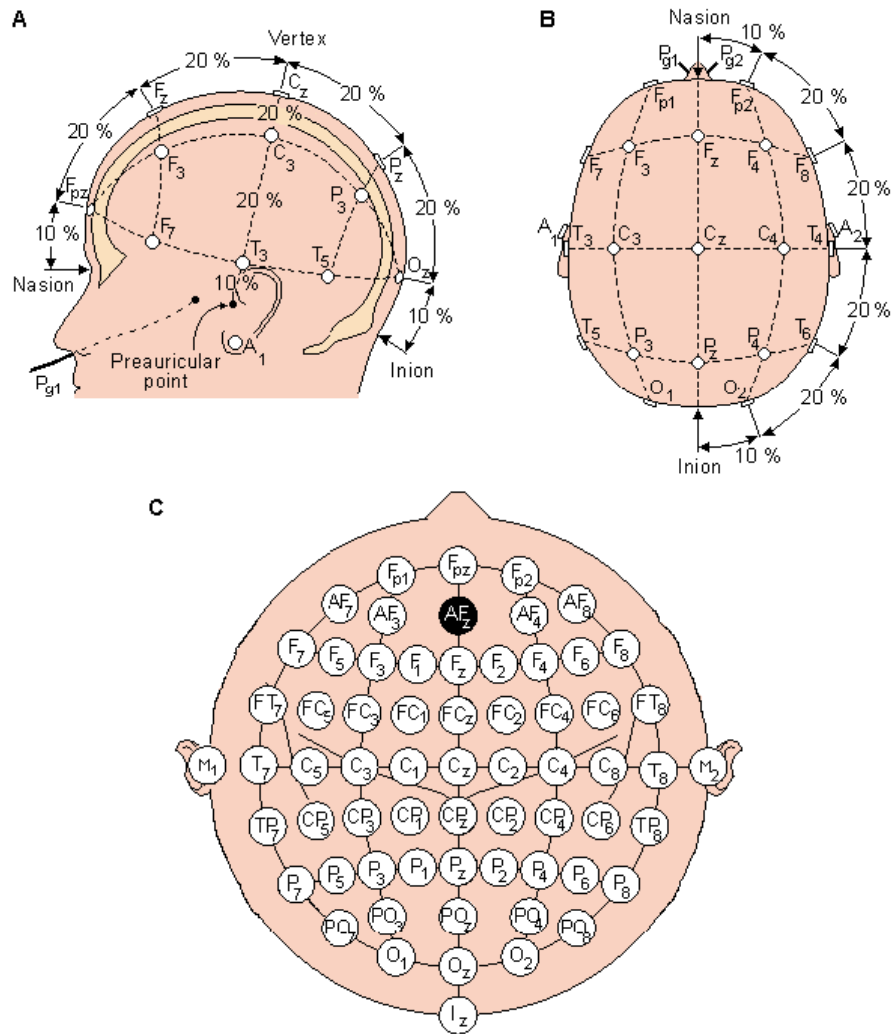 A
Vertex
20 %
20 %
20 %
20 %
20 %
20 %
10 %
10 %
10 %
Fz
Cz
Pz
Fpz
F3
C3
P3
F7
T3
T5
Oz
A1
Nasion
Preauricular
point
Pg1
Inion
B
Nasion
10 %
Pg1
Pg2
Fp1
Fp2
20 %
F7
F3
Fz
F4
F8
20 %
A1
T3
C3
Cz
C4
T4
A2
20 %
T5
P3
Pz
P4
T6
O1
O2
20 %
10 %
Inion
C
Fp1
Fpz
Fp2
AF7
AF3
AFz
AF4
AF8
F7
F5
F3
F1
Fz
F2
F4
F6
F8
FT7
FC5
FC3
FC1
FCz
FC2
FC4
FC6
FT8
M1
T7
C5
C3
C1
Cz
C2
C4
C8
T8
M2
TP7
CP5
CP3
CP1
CPz
CP2
CP4
CP6
TP8
P7
P5
P3
P1
Pz
P2
P4
P6
P8
PO7
PO3
POz
PO4
PO8
O1
Oz
O2
Iz